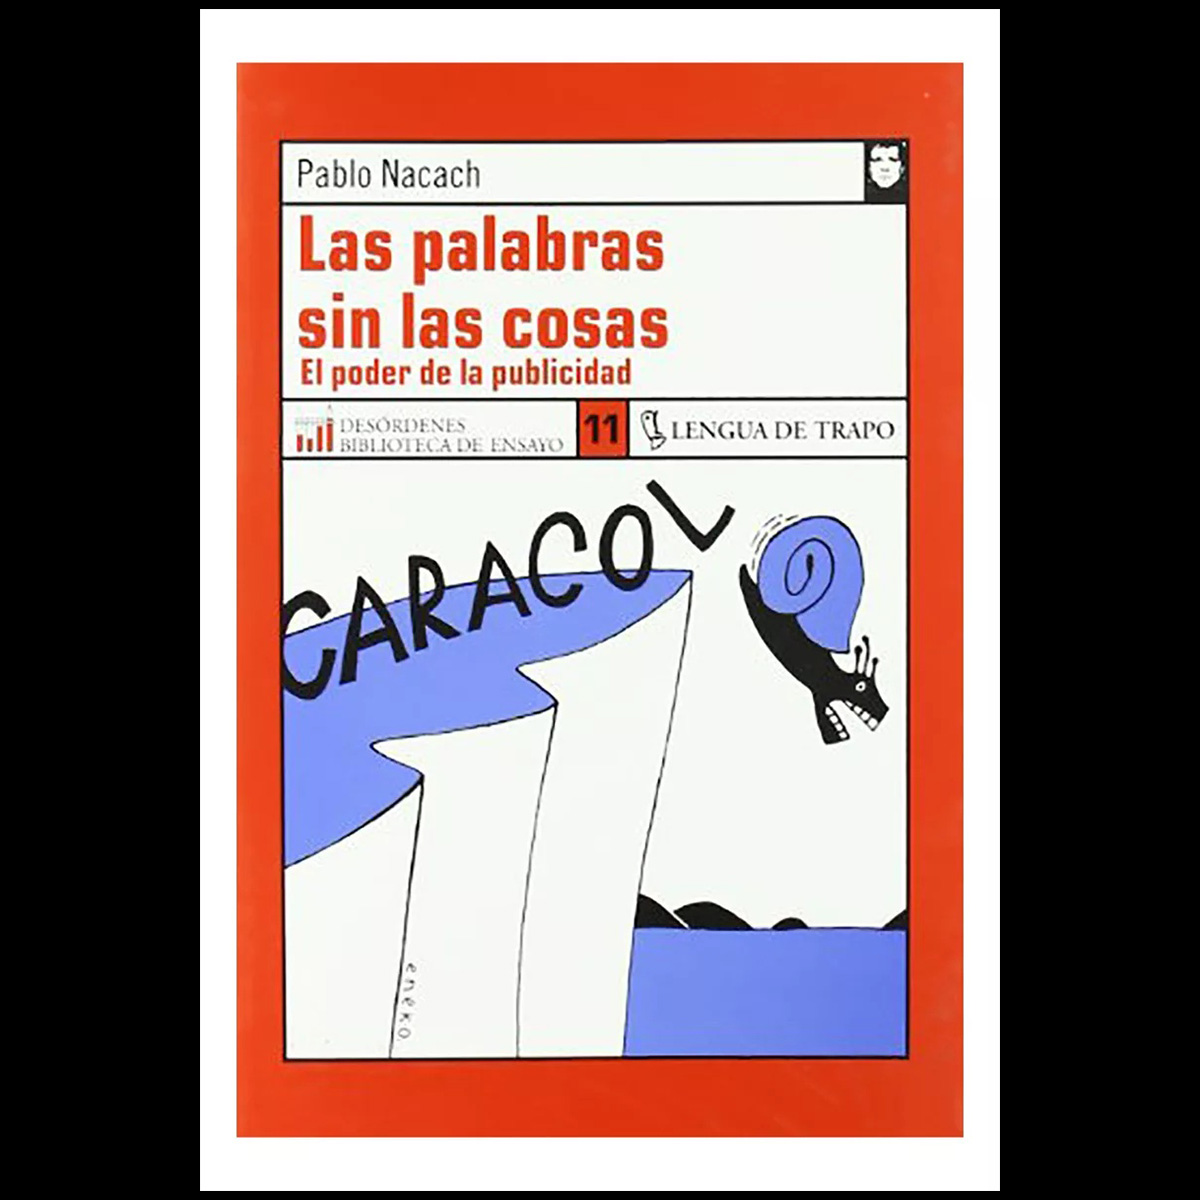 Pablo Nacach
Las palabras
sin las cosas
El poder de la publicidad
DESÓRDENES
BIBLIOTECA DE ENSAYO
11
LENGUA DE TRAPO
CARACOL
eneko.